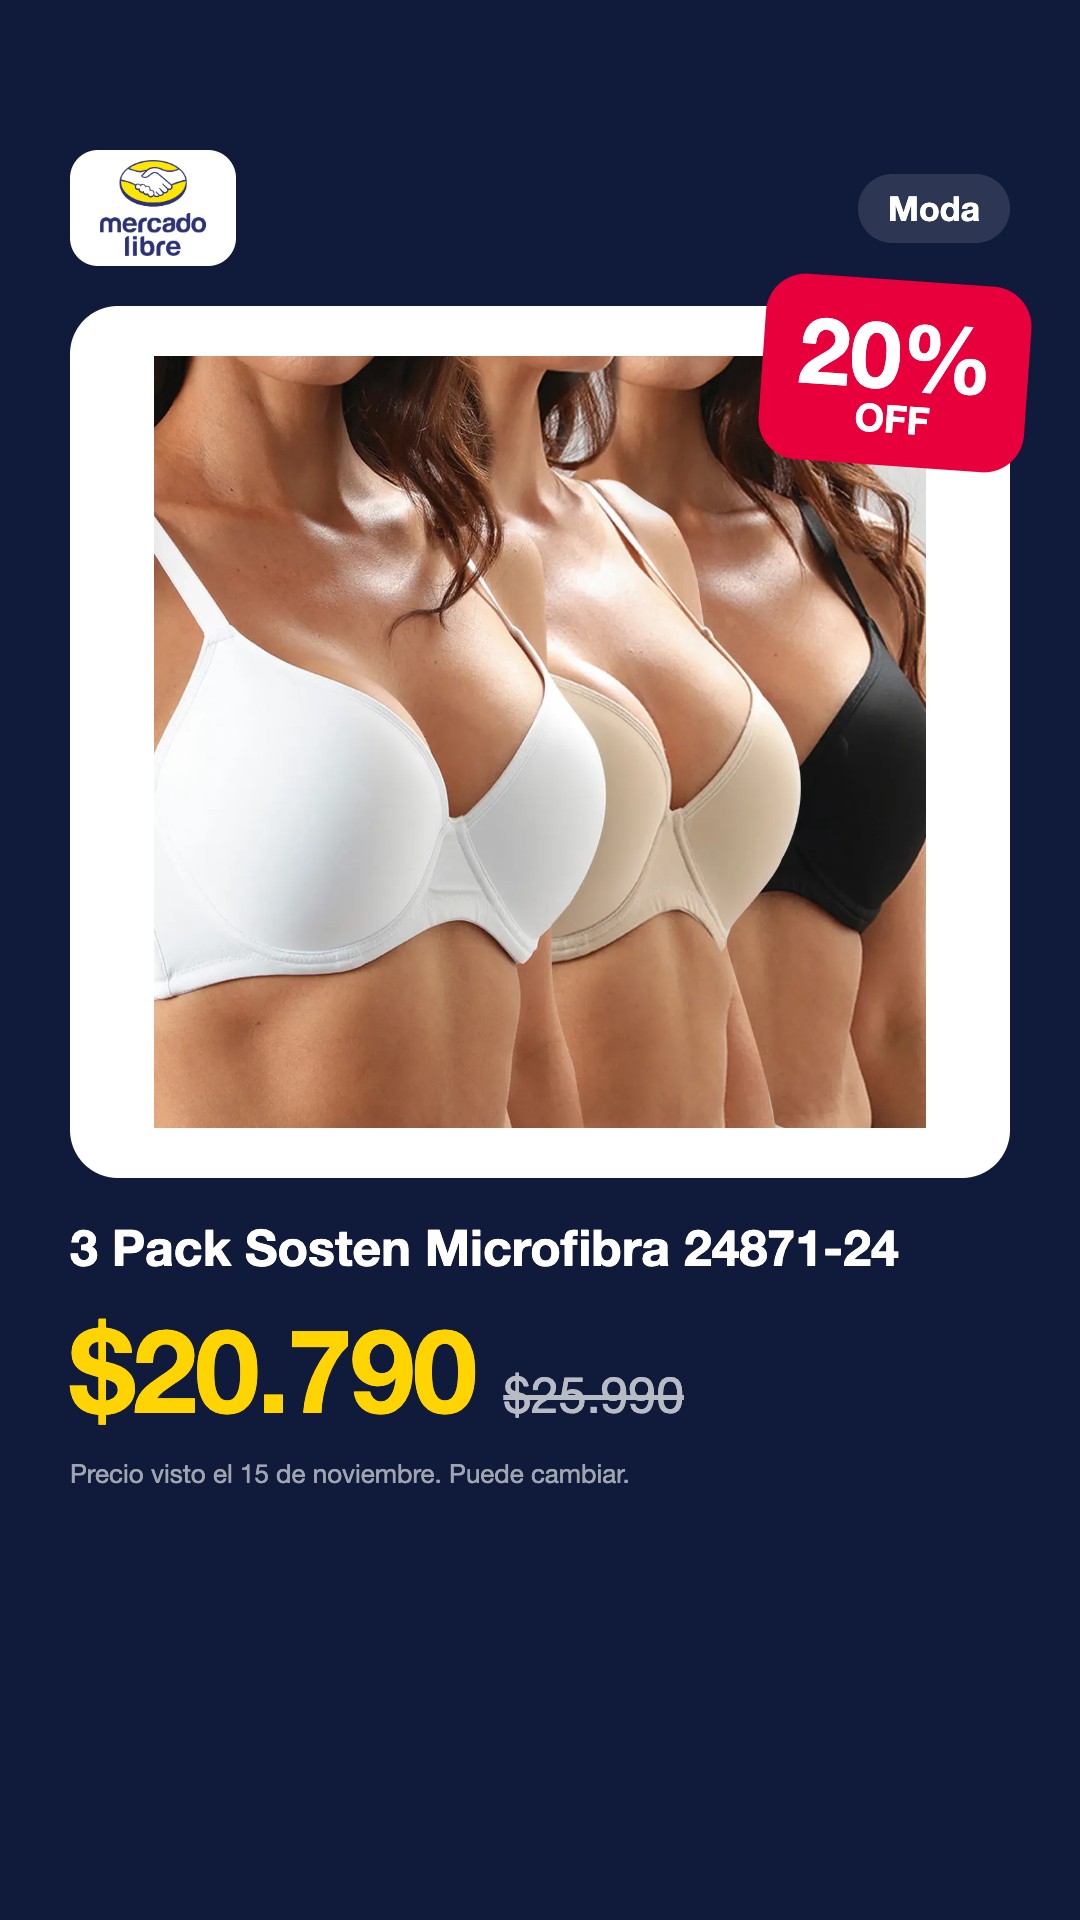 mercado
libre
Moda
20%
OFF
3 Pack Sosten Microfibra 24871-24
$20.790 $25.990
Precio visto el 15 de noviembre. Puede cambiar.